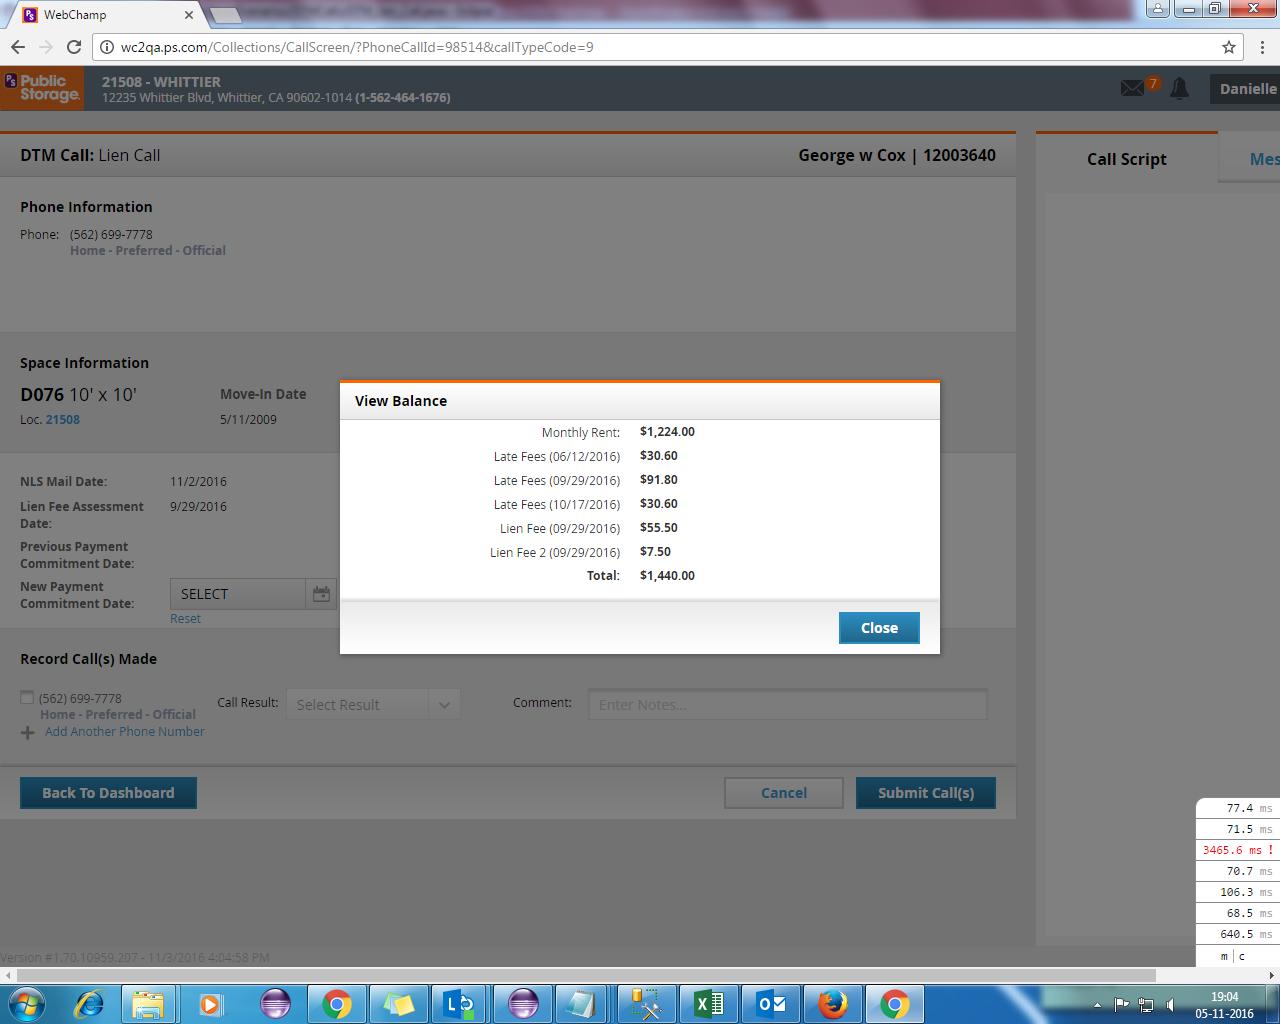 WebChamp
wc2qa.ps.com/Collections/CallScreen/?PhoneCallId=98514&callTypeCode=9
PS Public Storage.
21508 - WHITTIER
12235 Whittier Blvd, Whittier, CA 90602-1014 (1-562-464-1676)
7
Danielle
DTM Call: Lien Call
George w Cox | 12003640
Call Script
Mes
Phone Information
Phone: (562) 699-7778
Home - Preferred - Official
Space Information
D076 10' x 10'
Move-In Date
Loc. 21508
5/11/2009
NLS Mail Date: 11/2/2016
Lien Fee Assessment Date: 9/29/2016
Previous Payment Commitment Date:
New Payment Commitment Date:
SELECT
Reset
View Balance
Monthly Rent: $1,224.00
Late Fees (06/12/2016) $30.60
Late Fees (09/29/2016) $91.80
Late Fees (10/17/2016) $30.60
Lien Fee (09/29/2016) $55.50
Lien Fee 2 (09/29/2016) $7.50
Total: $1,440.00
Close
Record Call(s) Made
(562) 699-7778
Home - Preferred - Official
Call Result: Select Result
Comment: Enter Notes...
Add Another Phone Number
Back To Dashboard
Cancel
Submit Call(s)
77.4 ms
71.5 ms
3465.6 ms !
70.7 ms
106.3 ms
68.5 ms
640.5 ms
m | c
Version #1.70.10959.207 - 11/3/2016 4:04:58 PM
19:04
05-11-2016